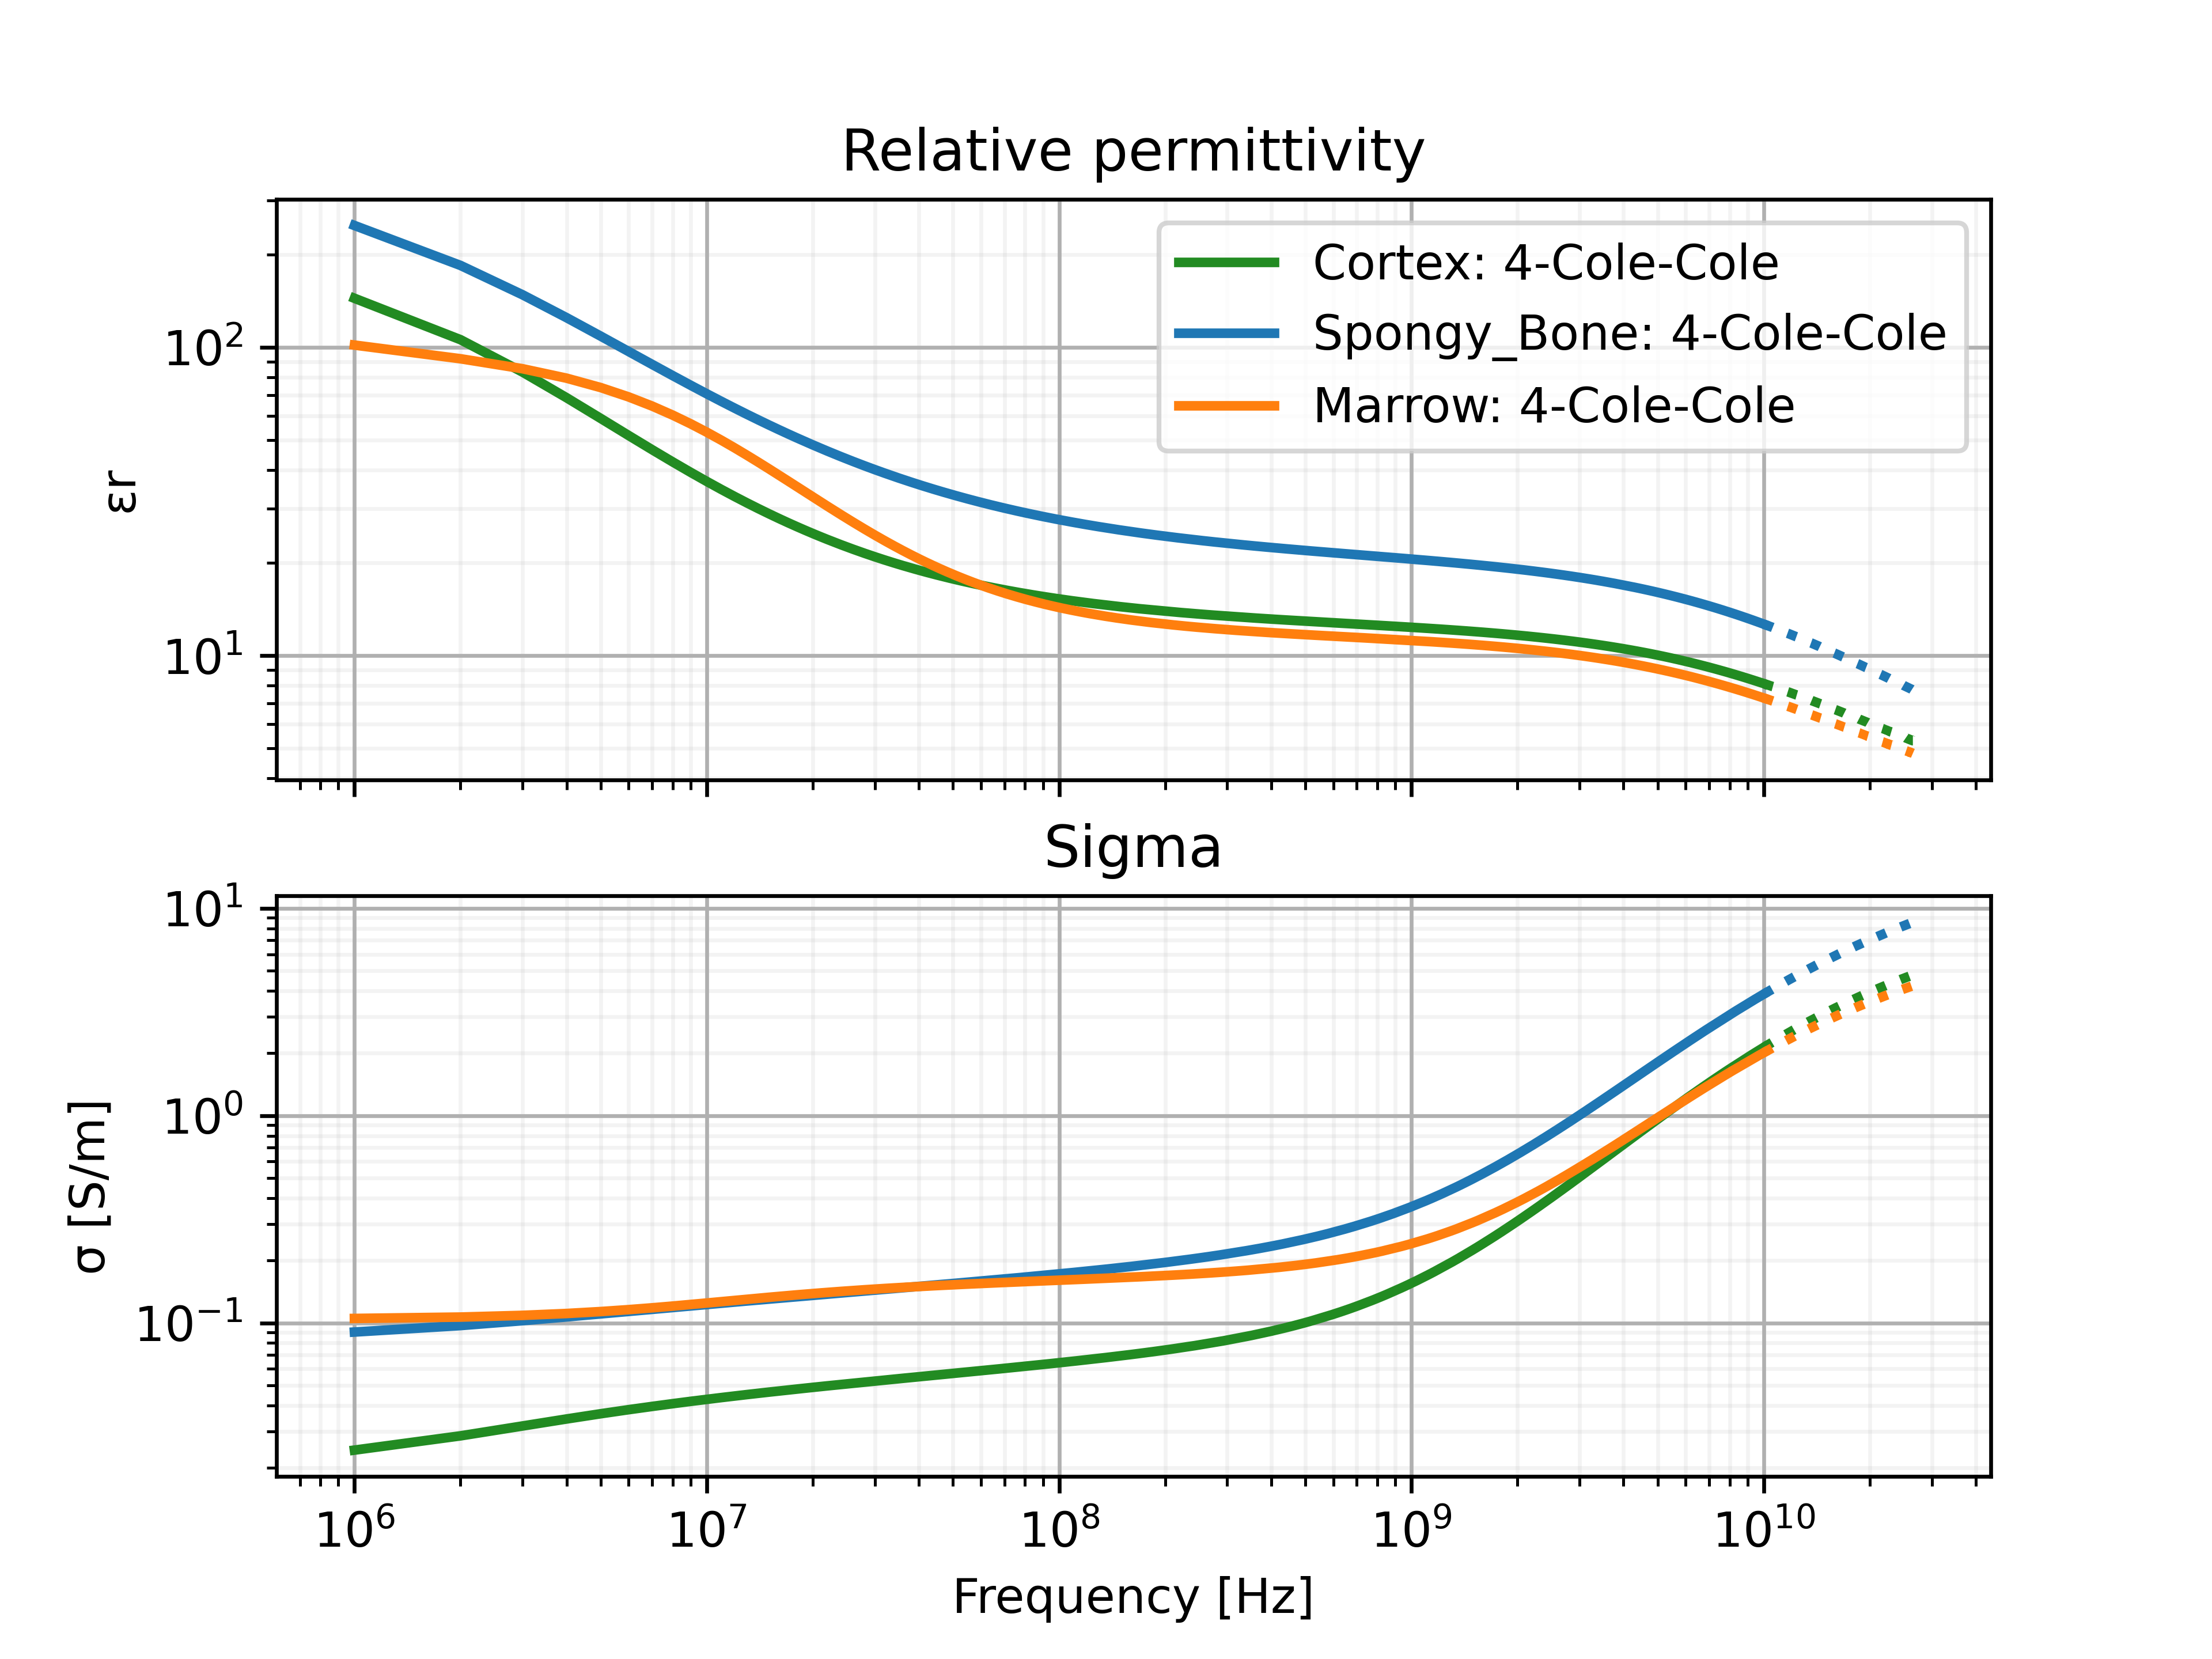 Relative permittivity
εr
10²
10¹
Cortex: 4-Cole-Cole
Spongy_Bone: 4-Cole-Cole
Marrow: 4-Cole-Cole
Sigma
σ [S/m]
10¹
10⁰
10⁻¹
10⁶ 10⁷ 10⁸ 10⁹ 10¹⁰
Frequency [Hz]